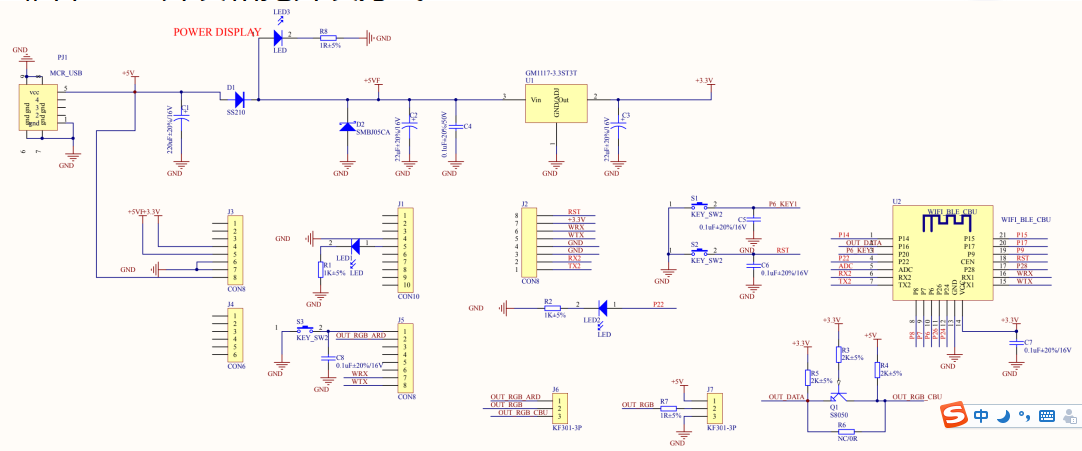 POWER DISPLAY
LED3
1
2
LED
R8
1R±5%
GND
GND
PJ1
MCR_USB
vcc
5
4
3
2
1
9
8
6
7
GND
+5V
C1
220uF±20%/16V
GND
D1
SS210
+5VF
D2
SMBJ05CA
GND
C2
22uF±20%/16V
GND
C4
0.1uF±20%/50V
GND
GM1117-3.3ST3T
U1
3
Vin
Out
2
GND(ADJ)
1
GND
+3.3V
C3
22uF±20%/16V
GND
+5VF
+3.3V
GND
J3
1
2
3
4
5
6
7
8
CON8
J4
1
2
3
4
5
6
CON6
GND
2
1
LED1
LED
R1
1K±5%
GND
J1
1
2
3
4
5
6
7
8
9
10
CON10
S3
1
2
KEY_SW2
GND
OUT_RGB_ARD
C8
0.1uF±20%/16V
GND
WRX
WTX
J5
1
2
3
4
5
6
7
8
CON8
J2
8
7
6
5
4
3
2
1
RST
+3.3V
WRX
WTX
GND
GND
RX2
TX2
CON8
GND
R2
1K±5%
2
1
LED2
LED
P22
S1
1
2
KEY_SW2
P6_KEY1
C5
0.1uF±20%/16V
GND
S2
1
2
KEY_SW2
GND
RST
C6
0.1uF±20%/16V
GND
GND
U2
WIFI_BLE_CBU
WIFI_BLE_CBU
P14 1 P14
OUT_DATA P16
P6_KEY P20
P22 4 P22
ADC 5 ADC
RX2 6 RX2
TX2 7 TX2
P15 21 P15
P17 20 P17
P9 19 P9
CEN 18 RST
P28 17 P28
RX1 16 WRX
TX1 15 WTX
P8 P7 P6 P26 P24 GND VCC
8 9 10 11 12 13 14
P8 P7 P6 P26 P24
GND
+3.3V
C7
0.1uF±20%/16V
GND
OUT_RGB_ARD
OUT_RGB
OUT_RGB_CBU
J6
1
2
3
KF301-3P
OUT_RGB
R7
1R±5%
+5V
GND
J7
1
2
3
KF301-3P
+3.3V
+3.3V
+5V
R5
2K±5%
R3
2K±5%
R4
2K±5%
OUT_DATA
OUT_RGB_CBU
Q1
S8050
R6
NC/0R
S
中